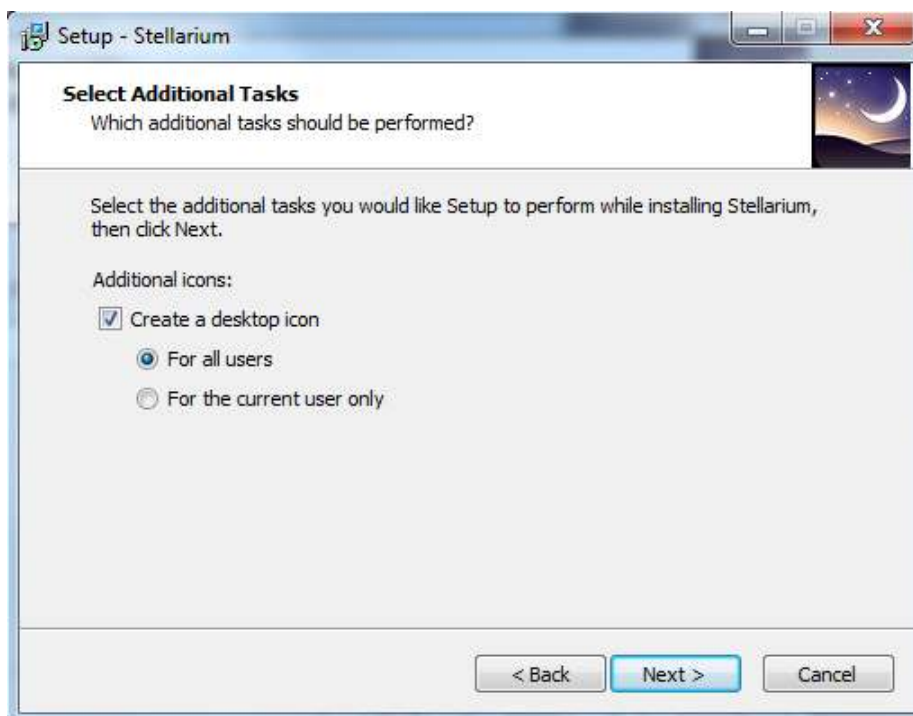 Setup - Stellarium
Select Additional Tasks
Which additional tasks should be performed?
Select the additional tasks you would like Setup to perform while installing Stellarium,
then click Next.
Additional icons:
Create a desktop icon
For all users
For the current user only
< Back
Next >
Cancel